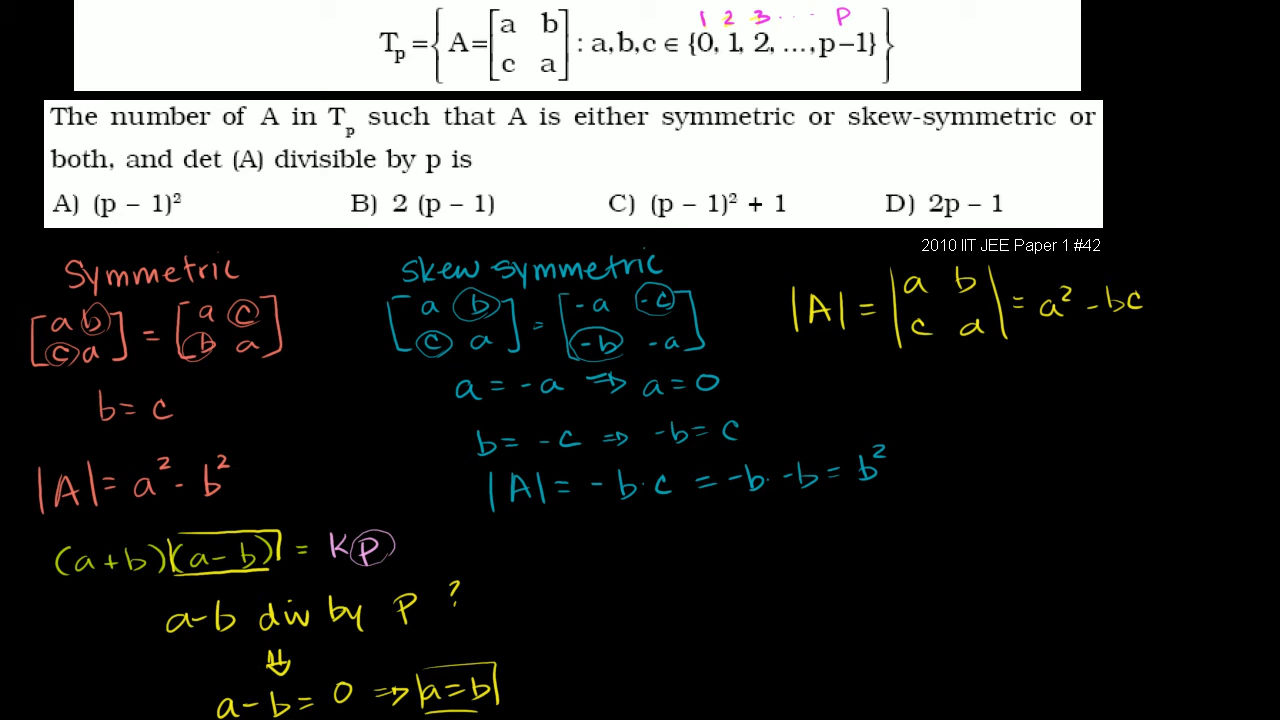 1 2 3 . . . . P
T_p = { A = [ a b ; c a ] : a, b, c ∈ {0, 1, 2, ..., p−1} }
The number of A in T_p such that A is either symmetric or skew-symmetric or
both, and det (A) divisible by p is
A) (p − 1)² B) 2 (p − 1) C) (p − 1)² + 1 D) 2p − 1
2010 IIT JEE Paper 1 #42
Symmetric
[ a b ; c a ] = [ a c ; b a ]
b = c
|A| = a² - b²
(a+b)(a-b) = KP
a-b div by P ?
⇓
a-b = 0 ⇒ a=b
Skew symmetric
[ a b ; c a ] = [ -a -c ; -b -a ]
a = -a ⇒ a = 0
b = -c ⇒ -b = c
|A| = -b·c = -b·-b = b²
|A| = | a b ; c a | = a² - bc